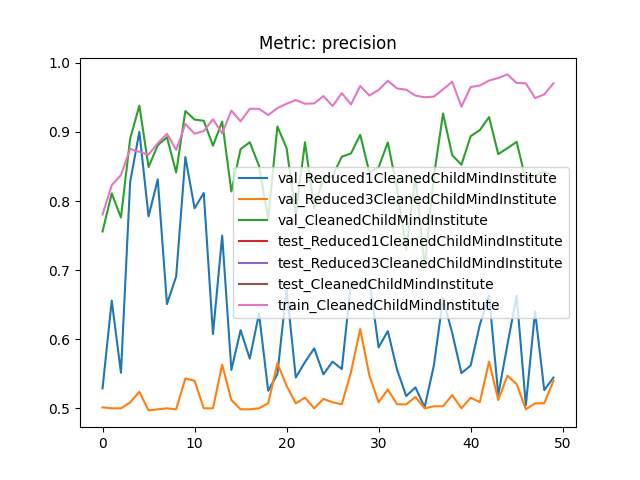 Metric: precision
1.0
0.9
0.8
0.7
0.6
0.5
val_Reduced1CleanedChildMindInstitute
val_Reduced3CleanedChildMindInstitute
val_CleanedChildMindInstitute
test_Reduced1CleanedChildMindInstitute
test_Reduced3CleanedChildMindInstitute
test_CleanedChildMindInstitute
train_CleanedChildMindInstitute
0 10 20 30 40 50